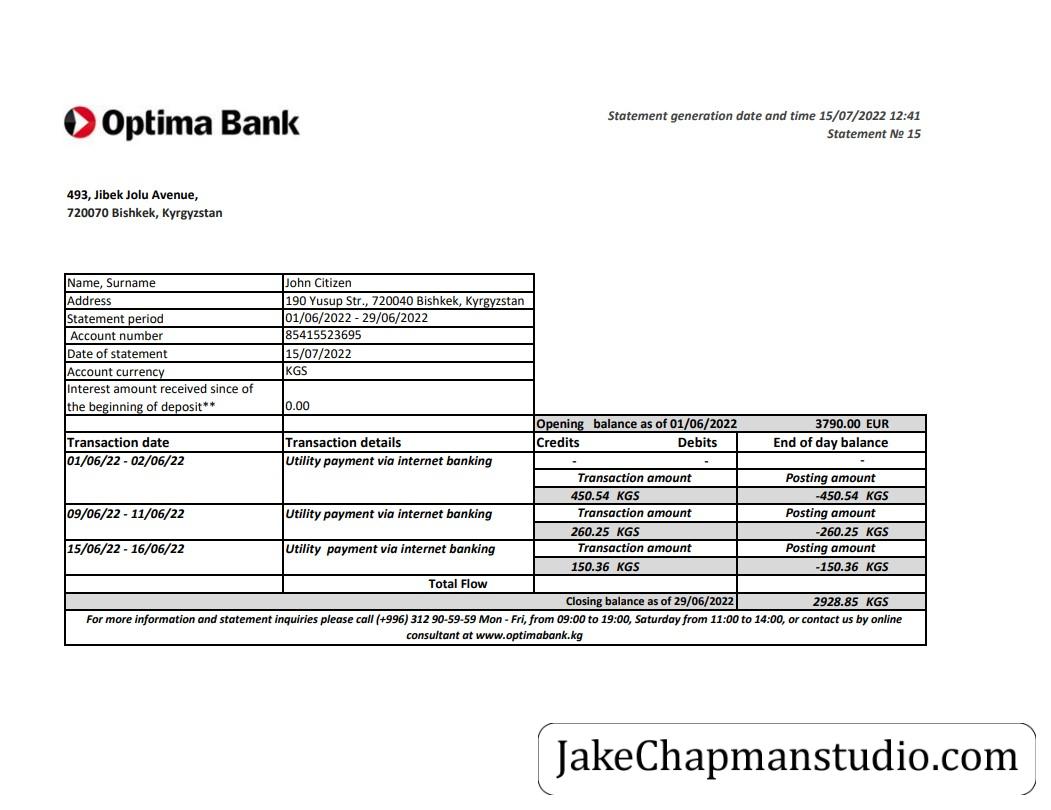 Optima Bank
Statement generation date and time 15/07/2022 12:41
Statement № 15
493, Jibek Jolu Avenue,
720070 Bishkek, Kyrgyzstan
Name, Surname John Citizen
Address 190 Yusup Str., 720040 Bishkek, Kyrgyzstan
Statement period 01/06/2022 - 29/06/2022
Account number 85415523695
Date of statement 15/07/2022
Account currency KGS
Interest amount received since of
the beginning of deposit** 0.00
Opening balance as of 01/06/2022 3790.00 EUR
Transaction date Transaction details Credits Debits End of day balance
01/06/22 - 02/06/22 Utility payment via internet banking - - -
Transaction amount Posting amount
450.54 KGS -450.54 KGS
09/06/22 - 11/06/22 Utility payment via internet banking Transaction amount Posting amount
260.25 KGS -260.25 KGS
15/06/22 - 16/06/22 Utility payment via internet banking Transaction amount Posting amount
150.36 KGS -150.36 KGS
Total Flow
Closing balance as of 29/06/2022 2928.85 KGS
For more information and statement inquiries please call (+996) 312 90-59-59 Mon - Fri, from 09:00 to 19:00, Saturday from 11:00 to 14:00, or contact us by online
consultant at www.optimabank.kg
JakeChapmanstudio.com